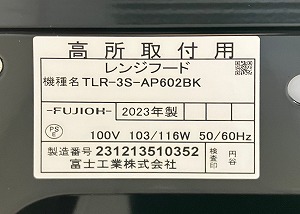 高所取付用
レンジフード
機種名 TLR-3S-AP602BK
-FUJIOH- 2023年製
PS E 100V 103/116W 50/60Hz
製造番号 231213510352
富士工業株式会社
検査印 円谷